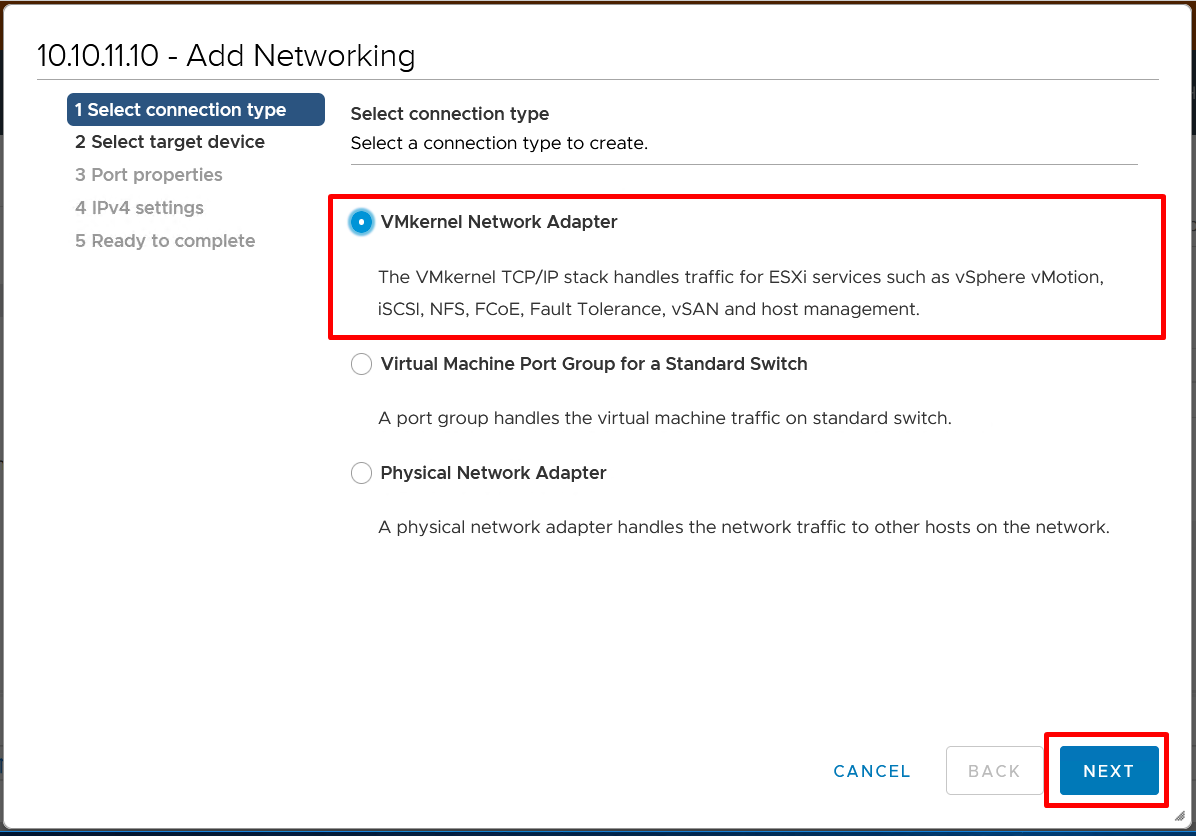 10.10.11.10 - Add Networking
1 Select connection type
2 Select target device
3 Port properties
4 IPv4 settings
5 Ready to complete
Select connection type
Select a connection type to create.
VMkernel Network Adapter
The VMkernel TCP/IP stack handles traffic for ESXi services such as vSphere vMotion,
iSCSI, NFS, FCoE, Fault Tolerance, vSAN and host management.
Virtual Machine Port Group for a Standard Switch
A port group handles the virtual machine traffic on standard switch.
Physical Network Adapter
A physical network adapter handles the network traffic to other hosts on the network.
CANCEL
BACK
NEXT